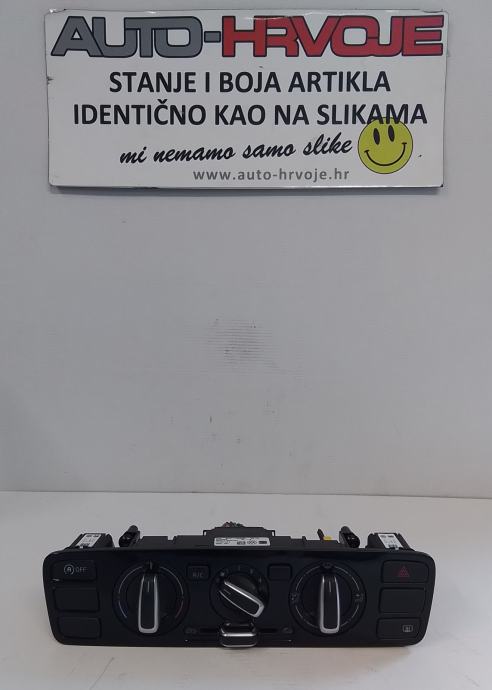 AUTO-HRVOJE
STANJE I BOJA ARTIKLA
IDENTIČNO KAO NA SLIKAMA
mi nemamo samo slike
www.auto-hrvoje.hr
A OFF
A/C